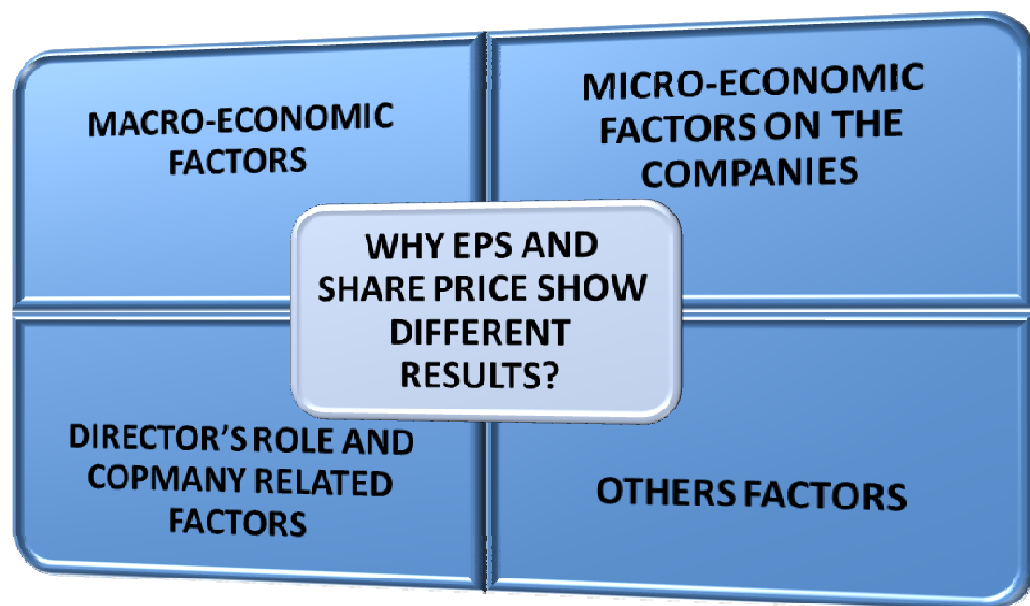 MACRO-ECONOMIC
FACTORS
MICRO-ECONOMIC
FACTORS ON THE
COMPANIES
WHY EPS AND
SHARE PRICE SHOW
DIFFERENT
RESULTS?
DIRECTOR'S ROLE AND
COPMANY RELATED
FACTORS
OTHERS FACTORS